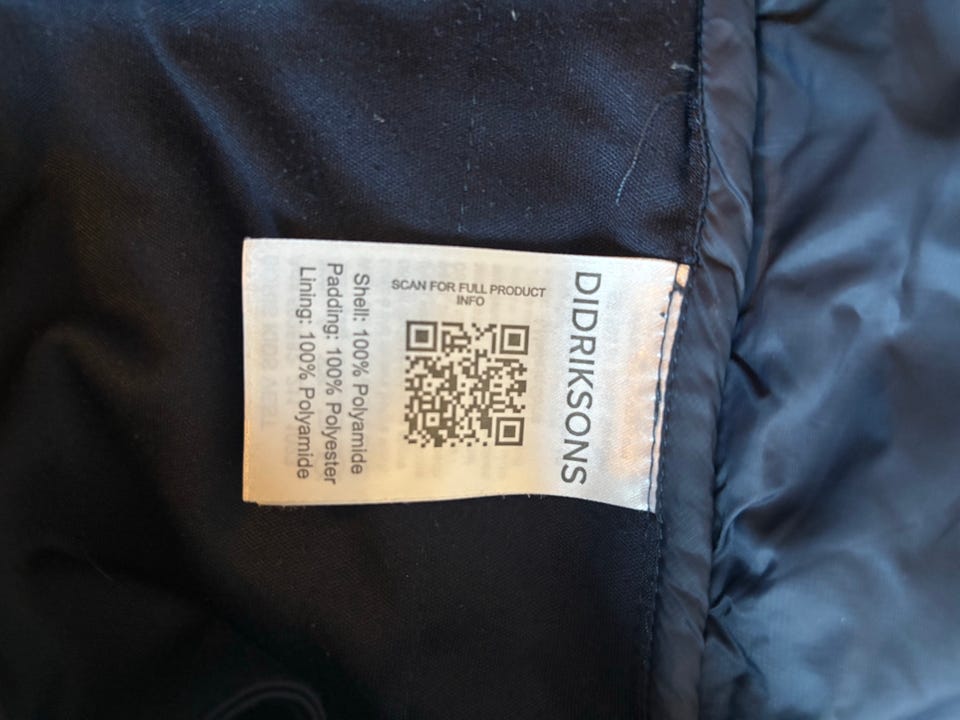 DIDRIKSONS
SCAN FOR FULL PRODUCT
INFO
Shell: 100% Polyamide
Padding: 100% Polyester
Lining: 100% Polyamide